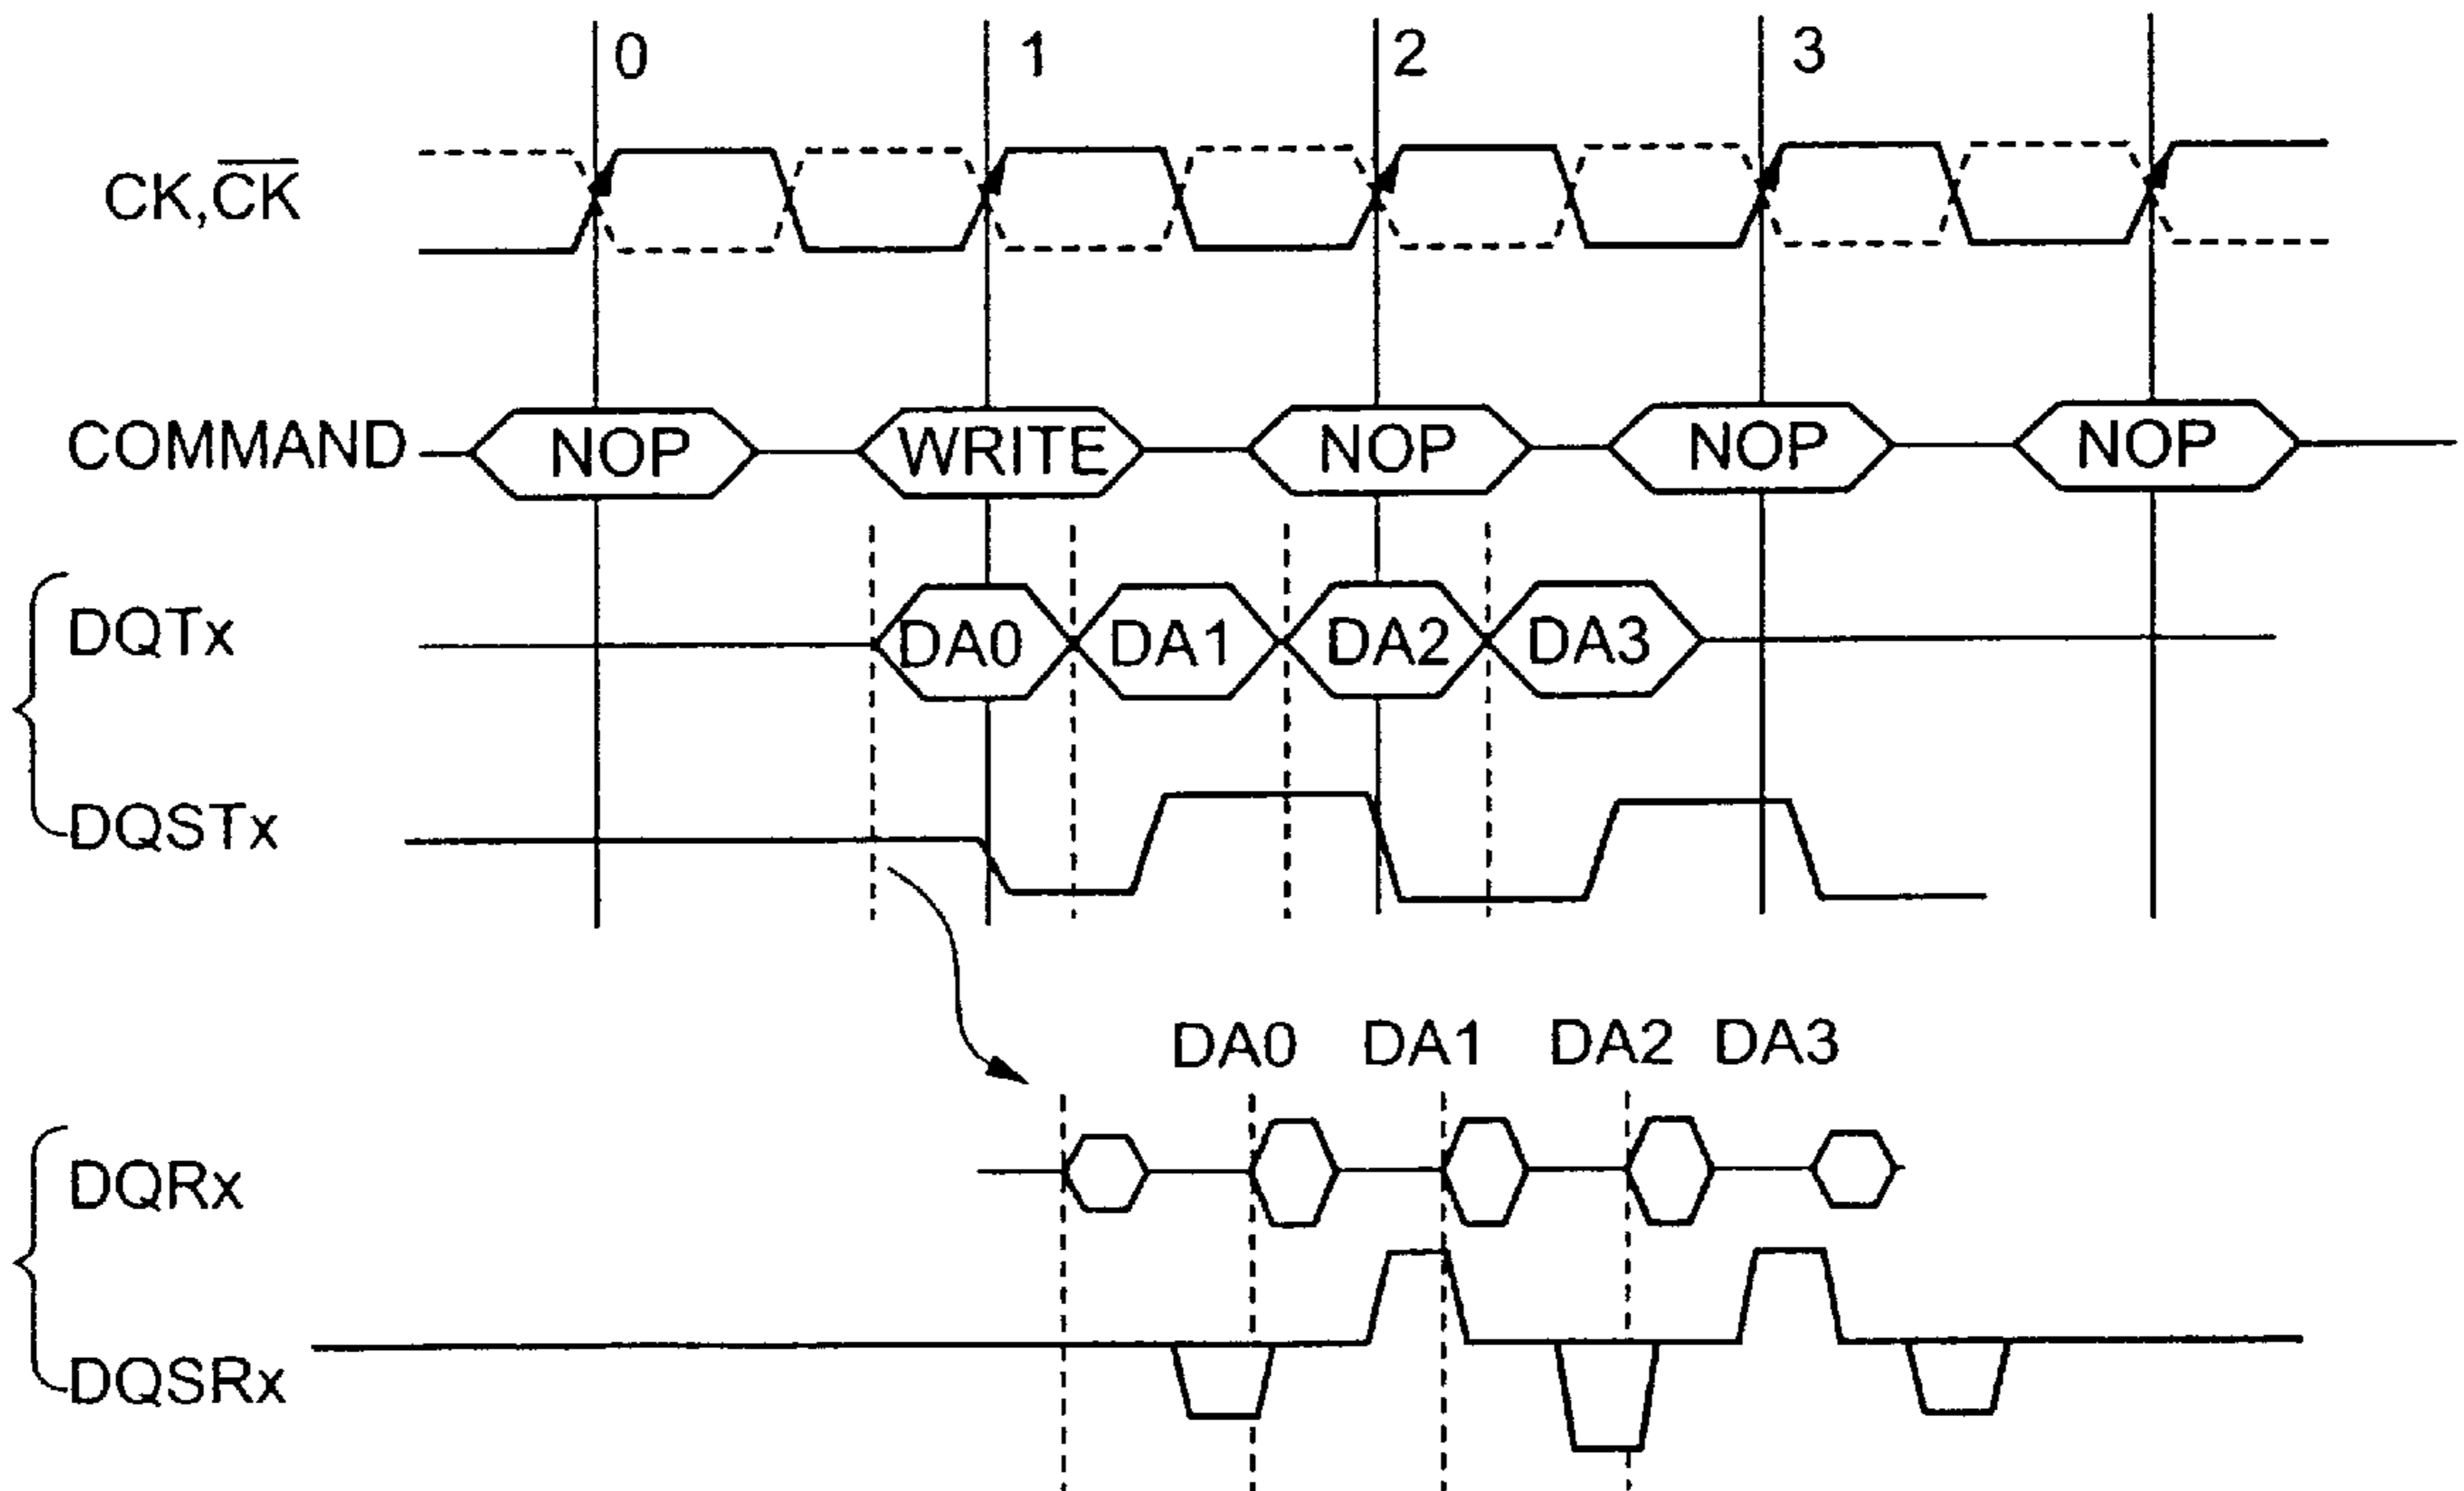 0 1 2 3
CK, C̅K̅
COMMAND NOP WRITE NOP NOP NOP
DQTx DA0 DA1 DA2 DA3
DQSTx
DA0 DA1 DA2 DA3
DQRx
DQSRx